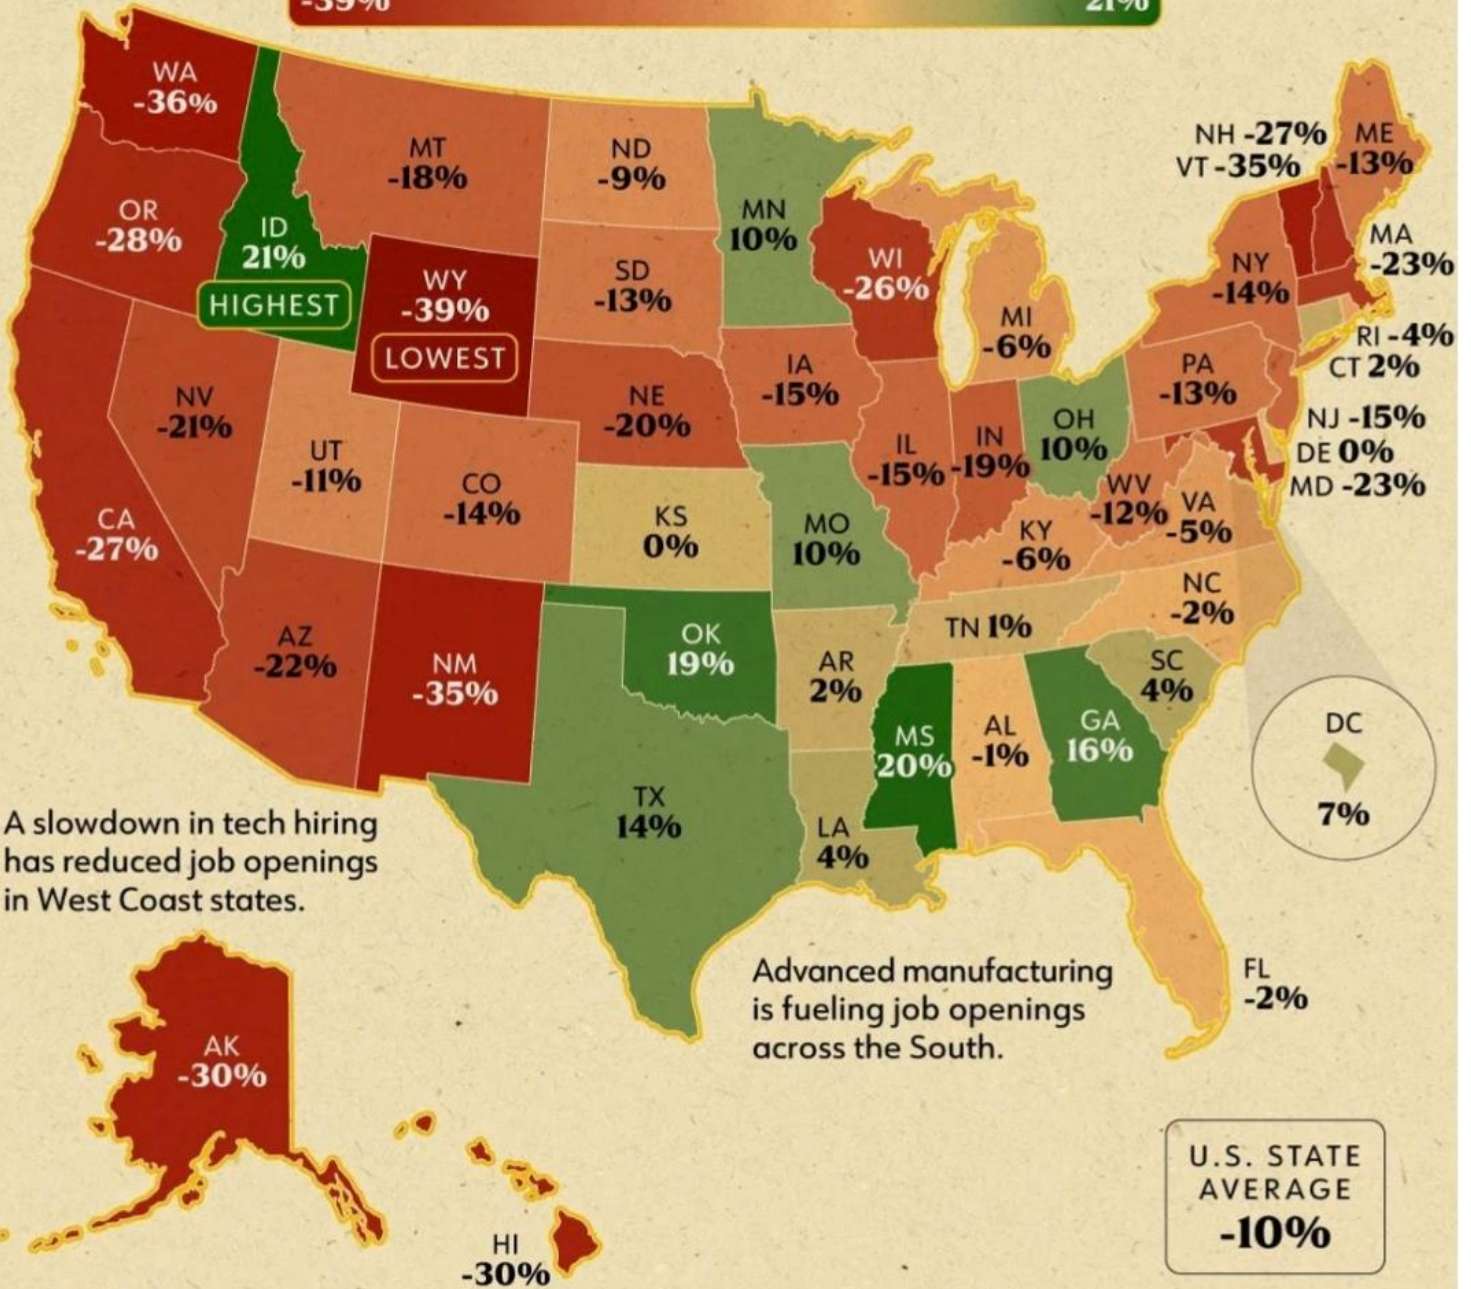 -39%
21%
WA
-36%
MT
-18%
ND
-9%
MN
10%
NH -27%
VT -35%
ME
-13%
OR
-28%
ID
21%
HIGHEST
WY
-39%
LOWEST
SD
-13%
WI
-26%
MI
-6%
NY
-14%
MA
-23%
RI -4%
CT 2%
NV
-21%
UT
-11%
CO
-14%
NE
-20%
IA
-15%
IL
-15%
IN
-19%
OH
10%
PA
-13%
NJ -15%
DE 0%
MD -23%
CA
-27%
KS
0%
MO
10%
KY
-6%
WV
-12%
VA
-5%
NC
-2%
TN 1%
AZ
-22%
NM
-35%
OK
19%
AR
2%
SC
4%
MS
20%
AL
-1%
GA
16%
DC
7%
TX
14%
LA
4%
A slowdown in tech hiring
has reduced job openings
in West Coast states.
Advanced manufacturing
is fueling job openings
across the South.
FL
-2%
AK
-30%
HI
-30%
U.S. STATE
AVERAGE
-10%